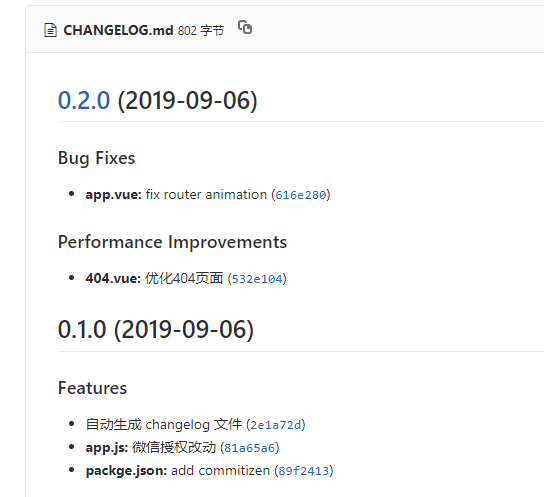 CHANGELOG.md 802 字节
0.2.0 (2019-09-06)
Bug Fixes
app.vue: fix router animation (616e280)
Performance Improvements
404.vue: 优化404页面 (532e104)
0.1.0 (2019-09-06)
Features
自动生成 changelog 文件 (2e1a72d)
app.js: 微信授权改动 (81a65a6)
packge.json: add commitizen (89f2413)